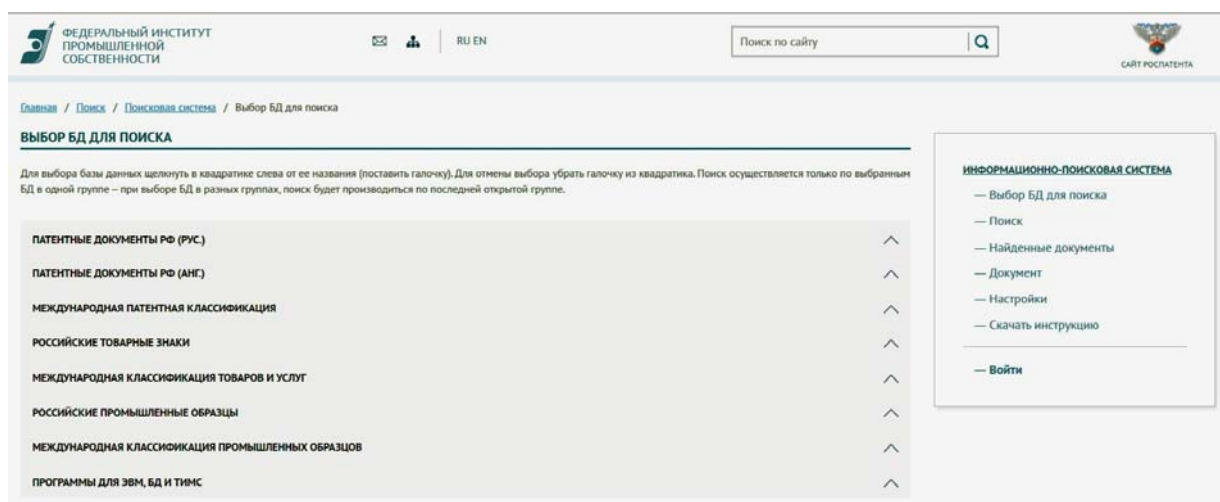 ФЕДЕРАЛЬНЫЙ ИНСТИТУТ
ПРОМЫШЛЕННОЙ
СОБСТВЕННОСТИ
RU EN
Поиск по сайту
САЙТ РОСПАТЕНТА
Главная / Поиск / Поисковая система / Выбор БД для поиска
ВЫБОР БД ДЛЯ ПОИСКА
Для выбора базы данных щелкнуть в квадратике слева от ее названия (поставить галочку). Для отмены выбора убрать галочку из квадратика. Поиск осуществляется только по выбранным
БД в одной группе – при выборе БД в разных группах, поиск будет производиться по последней открытой группе.
ПАТЕНТНЫЕ ДОКУМЕНТЫ РФ (РУС.)
ПАТЕНТНЫЕ ДОКУМЕНТЫ РФ (АНГ.)
МЕЖДУНАРОДНАЯ ПАТЕНТНАЯ КЛАССИФИКАЦИЯ
РОССИЙСКИЕ ТОВАРНЫЕ ЗНАКИ
МЕЖДУНАРОДНАЯ КЛАССИФИКАЦИЯ ТОВАРОВ И УСЛУГ
РОССИЙСКИЕ ПРОМЫШЛЕННЫЕ ОБРАЗЦЫ
МЕЖДУНАРОДНАЯ КЛАССИФИКАЦИЯ ПРОМЫШЛЕННЫХ ОБРАЗЦОВ
ПРОГРАММЫ ДЛЯ ЭВМ, БД И ТИМС
ИНФОРМАЦИОННО-ПОИСКОВАЯ СИСТЕМА
— Выбор БД для поиска
— Поиск
— Найденные документы
— Документ
— Настройки
— Скачать инструкцию
— Войти